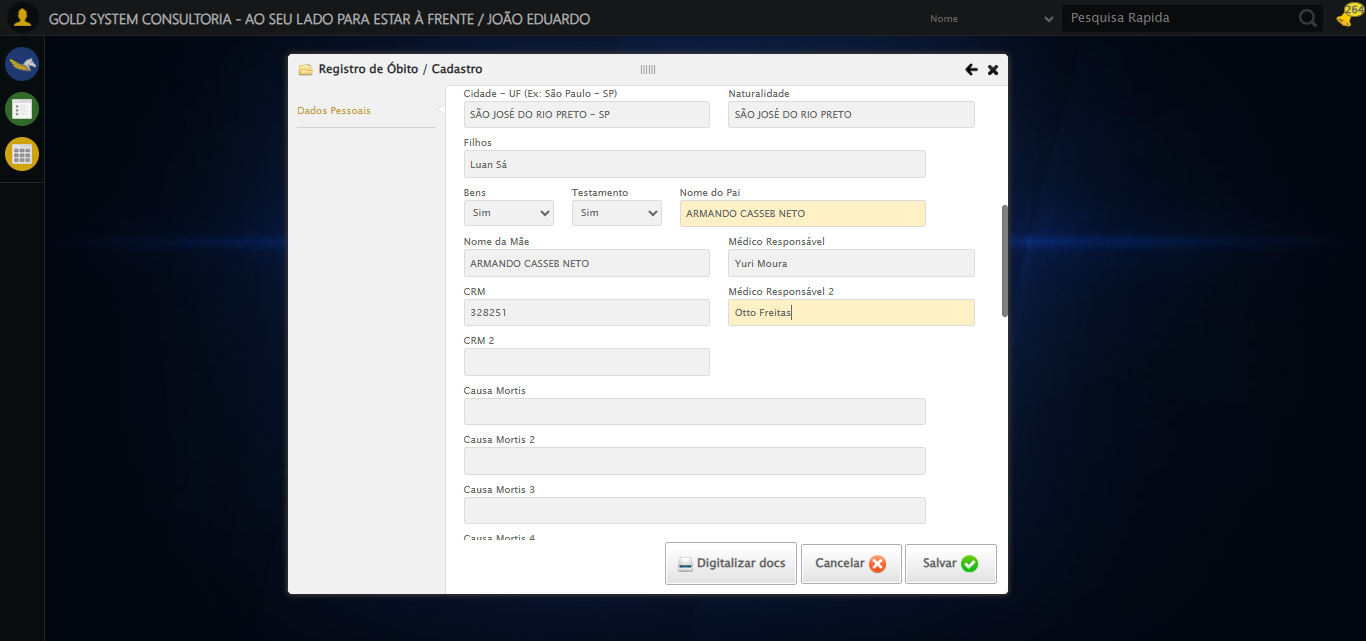 GOLD SYSTEM CONSULTORIA - AO SEU LADO PARA ESTAR À FRENTE / JOÃO EDUARDO
Nome
Pesquisa Rapida
264
Registro de Óbito / Cadastro
Dados Pessoais
Cidade - UF (Ex: São Paulo - SP)
Naturalidade
SÃO JOSÉ DO RIO PRETO - SP
SÃO JOSÉ DO RIO PRETO
Filhos
Luan Sá
Bens
Testamento
Nome do Pai
Sim
Sim
ARMANDO CASSEB NETO
Nome da Mãe
Médico Responsável
ARMANDO CASSEB NETO
Yuri Moura
CRM
Médico Responsável 2
328251
Otto Freitas
CRM 2
Causa Mortis
Causa Mortis 2
Causa Mortis 3
Causa Mortis 4
Digitalizar docs
Cancelar
Salvar